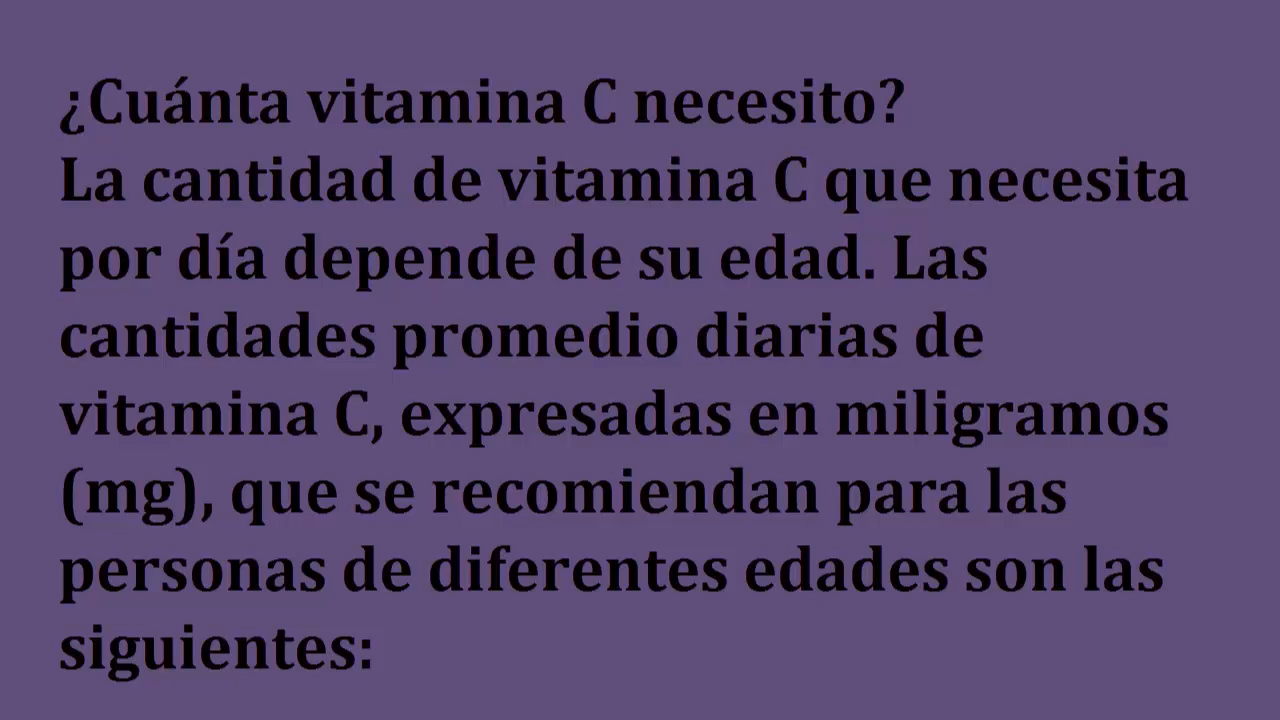 ¿Cuánta vitamina C necesito?
La cantidad de vitamina C que necesita
por día depende de su edad. Las
cantidades promedio diarias de
vitamina C, expresadas en miligramos
(mg), que se recomiendan para las
personas de diferentes edades son las
siguientes: